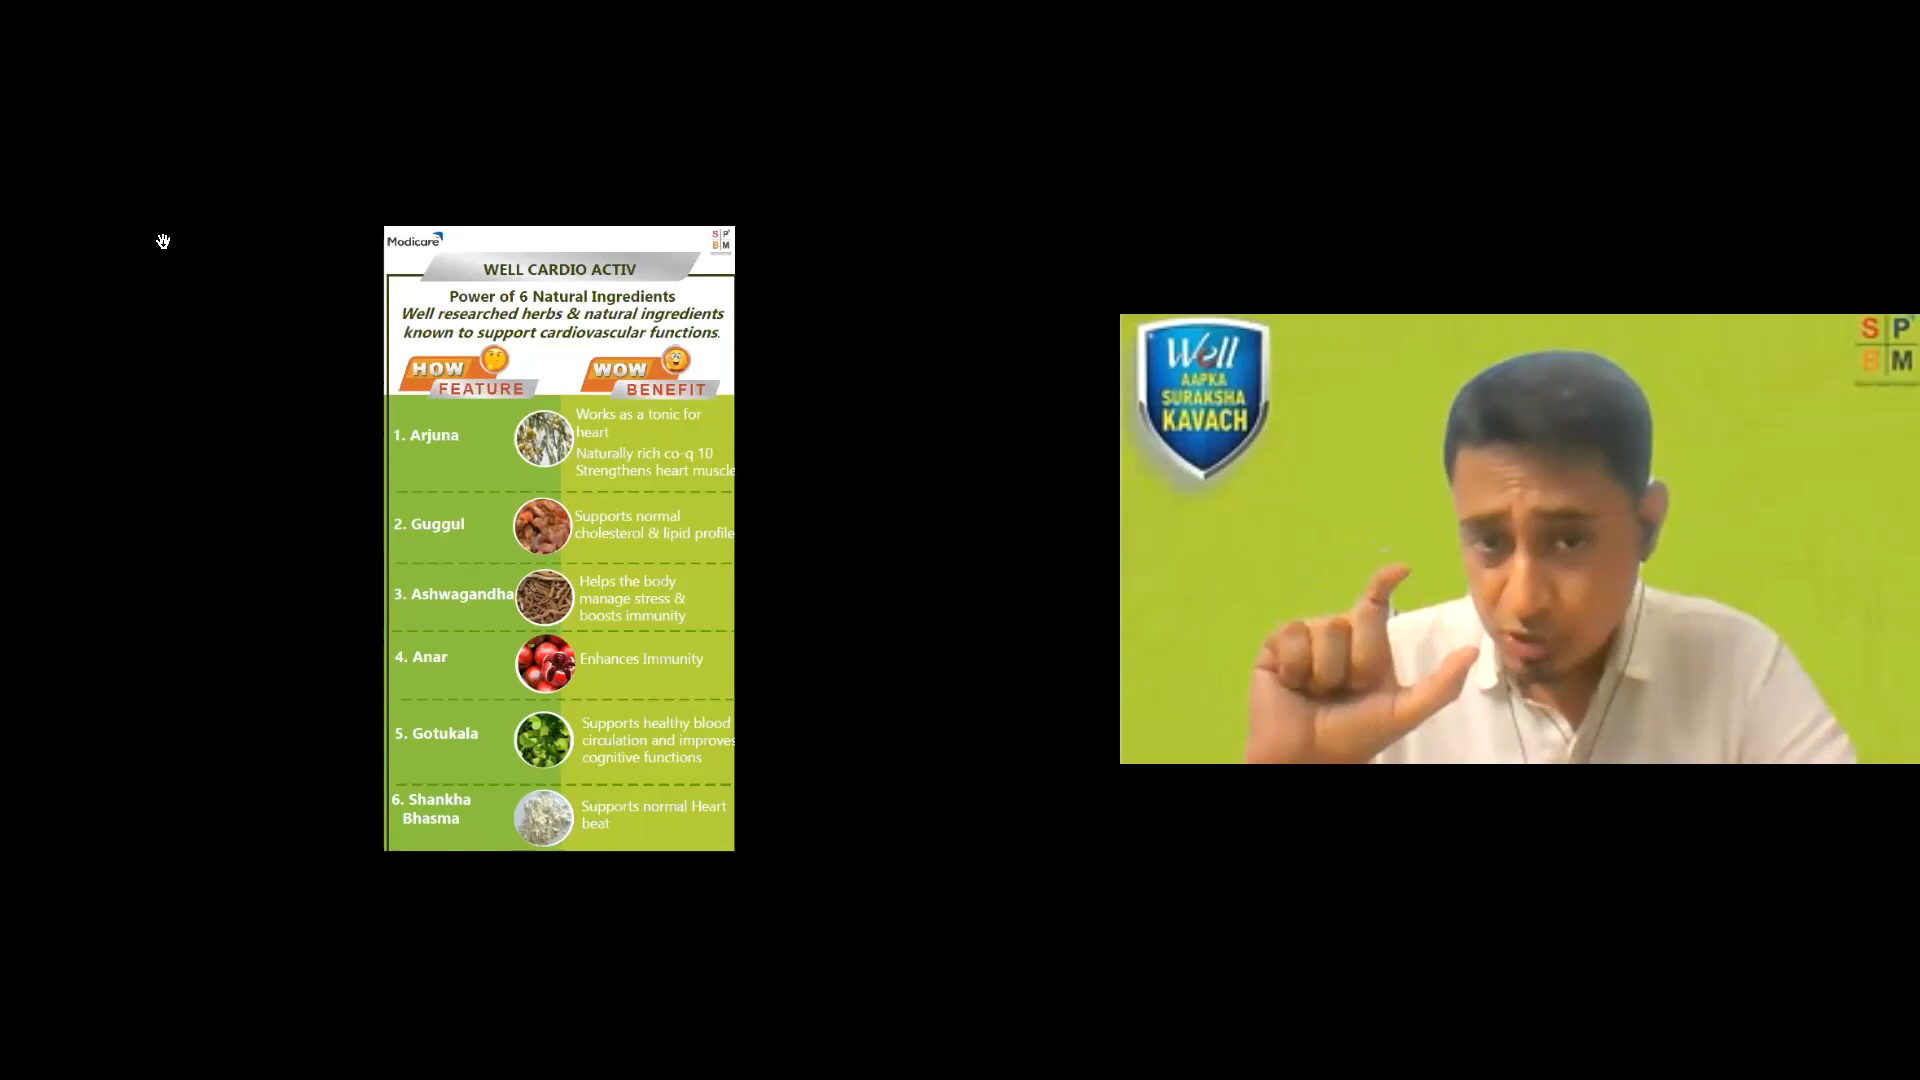 Modicare
S P
B M
WELL CARDIO ACTIV
Power of 6 Natural Ingredients
Well researched herbs & natural ingredients
known to support cardiovascular functions.
HOW
FEATURE
WOW
BENEFIT
1. Arjuna
Works as a tonic for
heart
Naturally rich co-q 10
Strengthens heart muscle
2. Guggul
Supports normal
cholesterol & lipid profile
3. Ashwagandha
Helps the body
manage stress &
boosts immunity
4. Anar
Enhances Immunity
5. Gotukala
Supports healthy blood
circulation and improves
cognitive functions
6. Shankha
Bhasma
Supports normal Heart
beat
Well
AAPKA
SURAKSHA
KAVACH
S P
B M